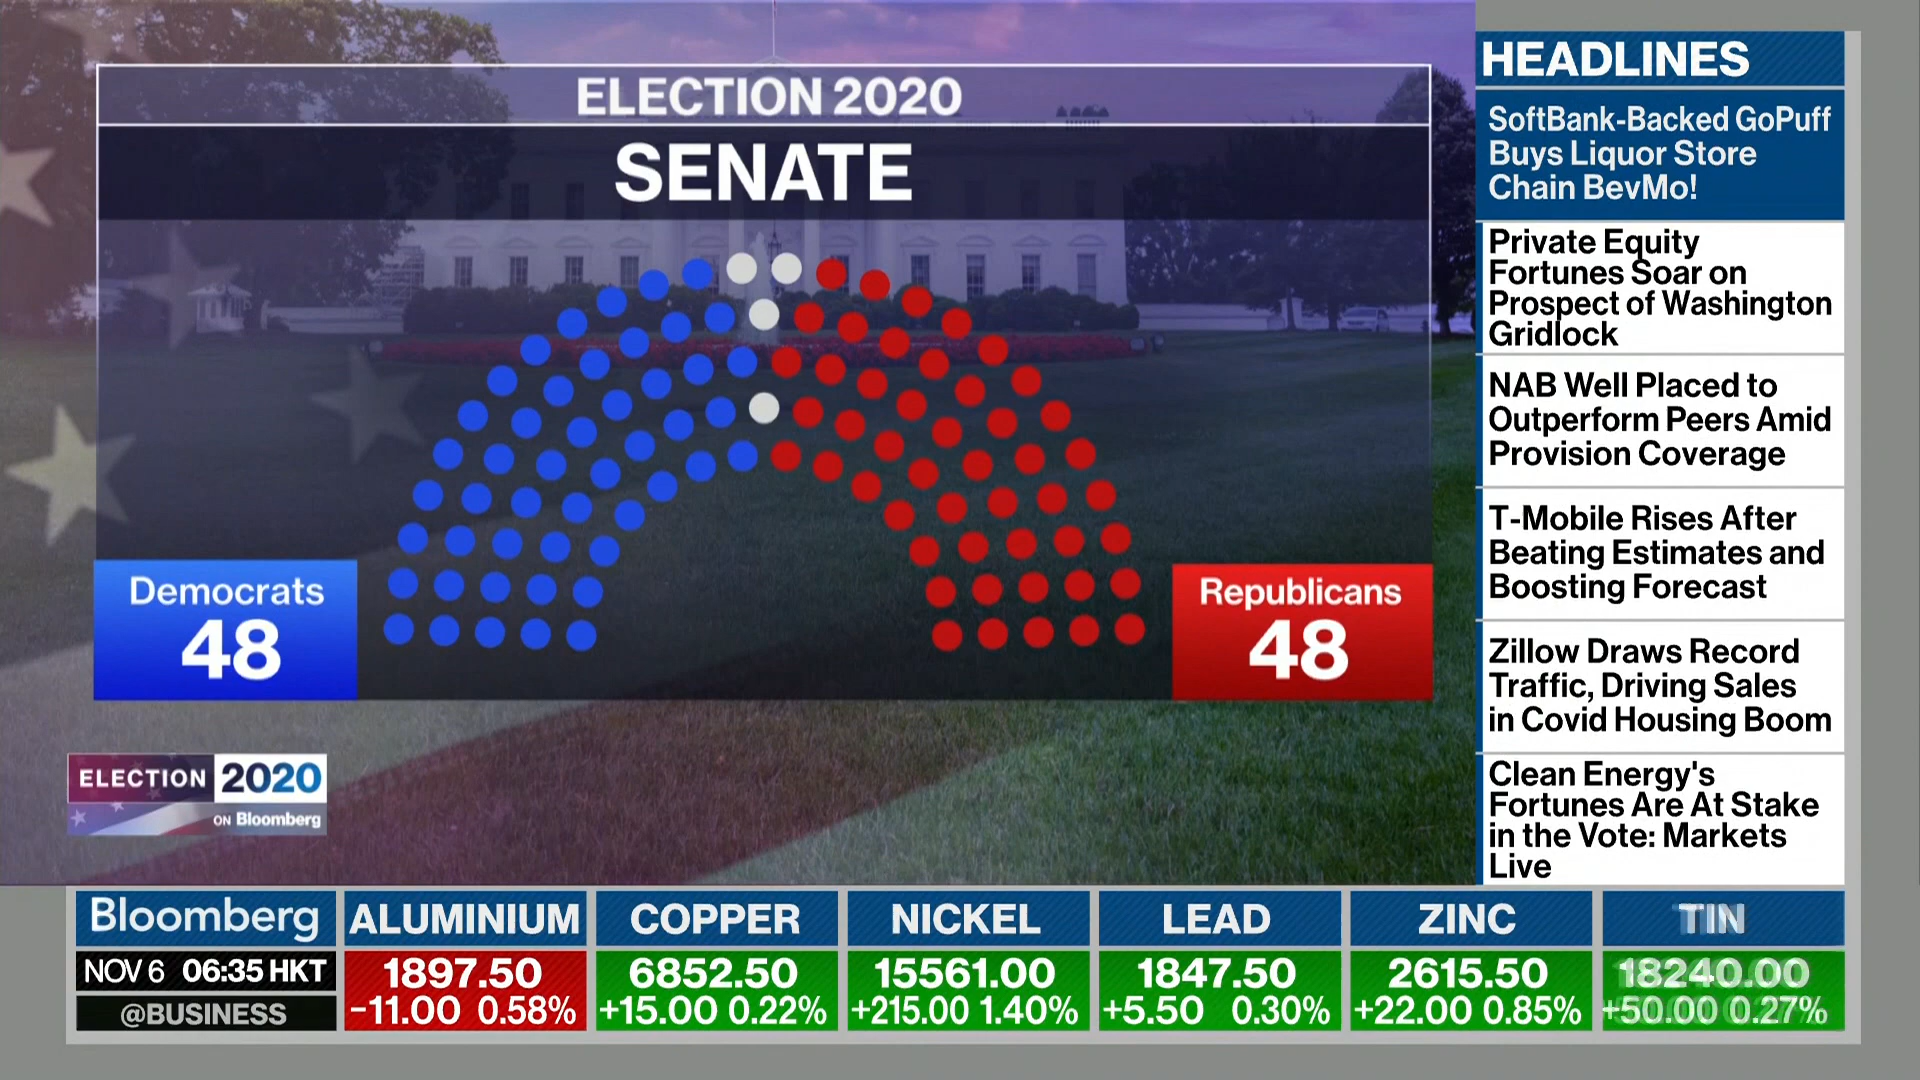 ELECTION 2020
SENATE
Democrats
48
Republicans
48
ELECTION 2020
ON Bloomberg
HEADLINES
SoftBank-Backed GoPuff
Buys Liquor Store
Chain BevMo!
Private Equity
Fortunes Soar on
Prospect of Washington
Gridlock
NAB Well Placed to
Outperform Peers Amid
Provision Coverage
T-Mobile Rises After
Beating Estimates and
Boosting Forecast
Zillow Draws Record
Traffic, Driving Sales
in Covid Housing Boom
Clean Energy's
Fortunes Are At Stake
in the Vote: Markets
Live
Bloomberg
NOV 6 06:35 HKT
@BUSINESS
ALUMINIUM
1897.50
-11.00 0.58%
COPPER
6852.50
+15.00 0.22%
NICKEL
15561.00
+215.00 1.40%
LEAD
1847.50
+5.50 0.30%
ZINC
2615.50
+22.00 0.85%
TIN
18240.00
+50.00 0.27%